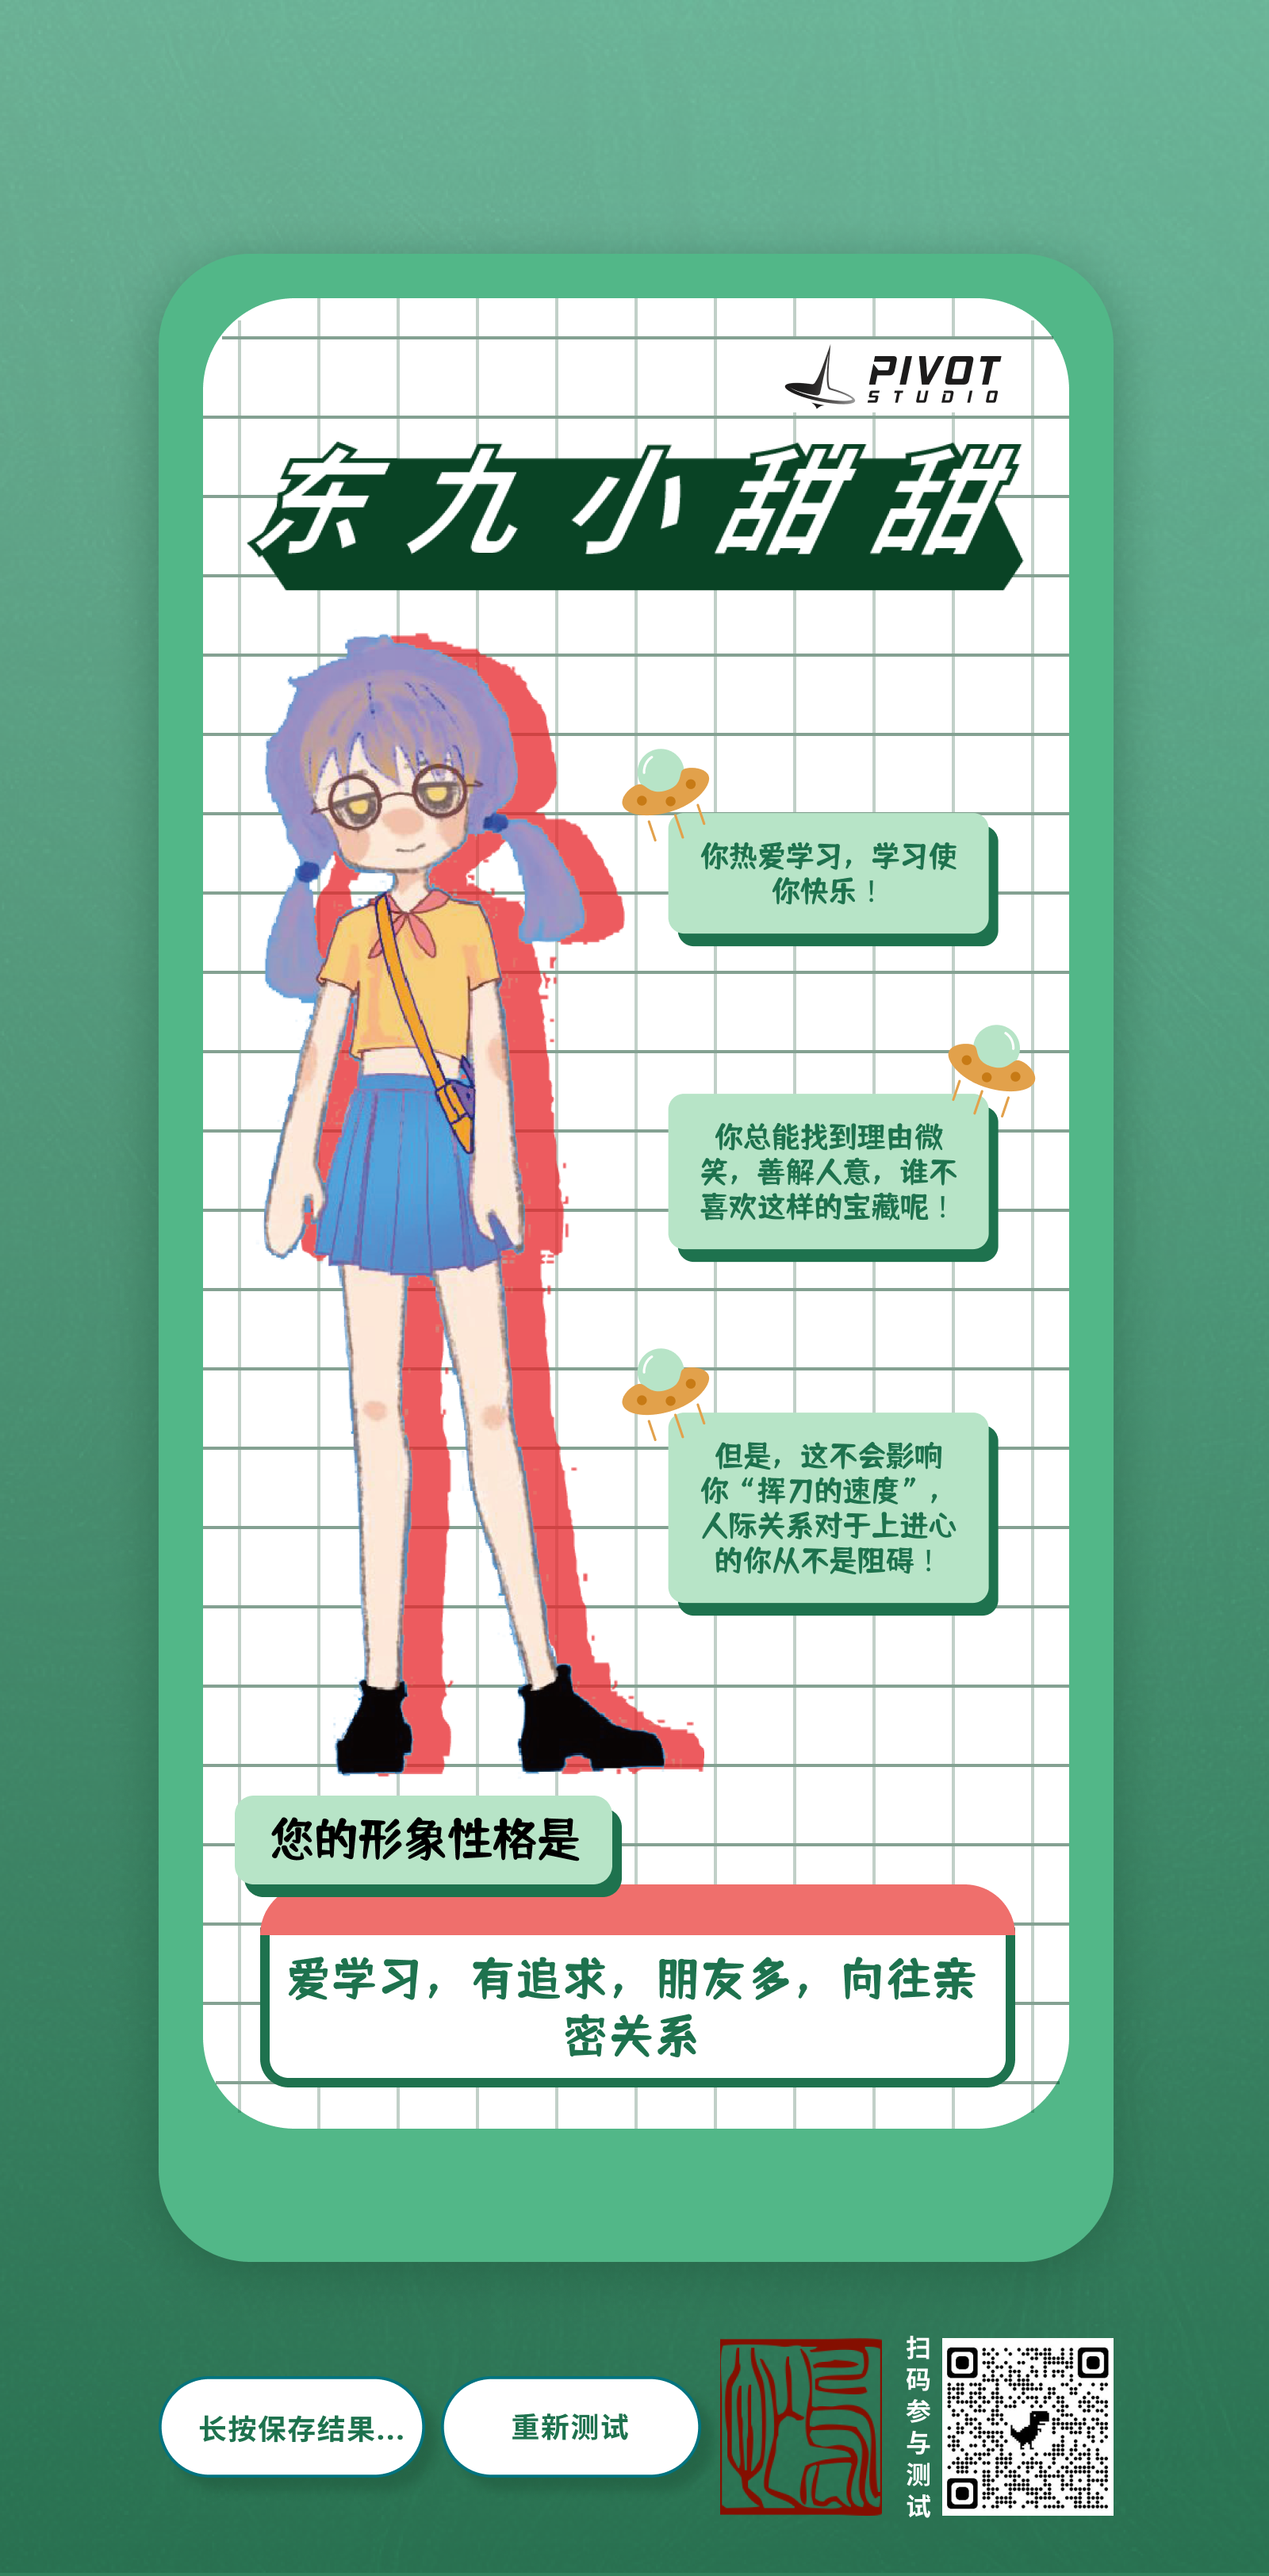 PIVOT
STUDIO
东九小甜甜
你热爱学习，学习使
你快乐！
你总能找到理由微
笑，善解人意，谁不
喜欢这样的宝藏呢！
但是，这不会影响
你“挥刀的速度”，
人际关系对于上进心
的你从不是阻碍！
您的形象性格是
爱学习，有追求，朋友多，向往亲
密关系
长按保存结果...
重新测试
扫码参与测试